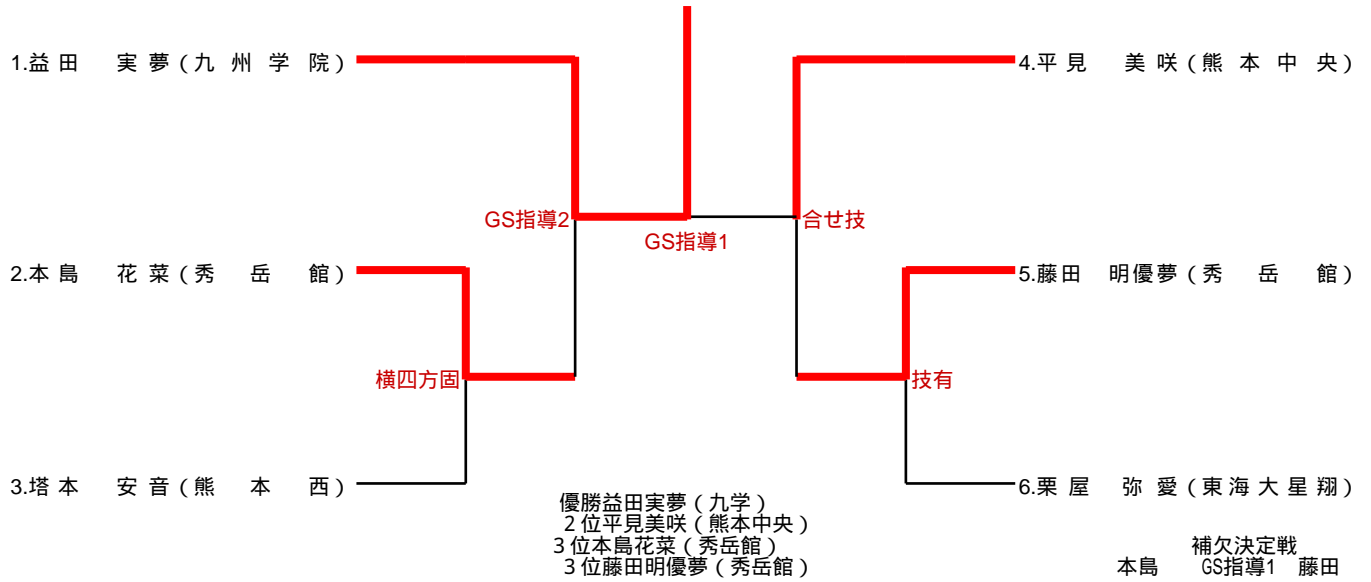 1.益田 実夢(九州学院)
4.平見 美咲(熊本中央)
GS指導2
合せ技
GS指導1
2.本島 花菜(秀岳館)
5.藤田 明優夢(秀岳館)
横四方固
技有
3.塔本 安音(熊本西)
6.栗屋 弥愛(東海大星翔)
優勝益田実夢(九学)
2位平見美咲(熊本中央)
3位本島花菜(秀岳館)
3位藤田明優夢(秀岳館)
補欠決定戦
本島 GS指導1 藤田